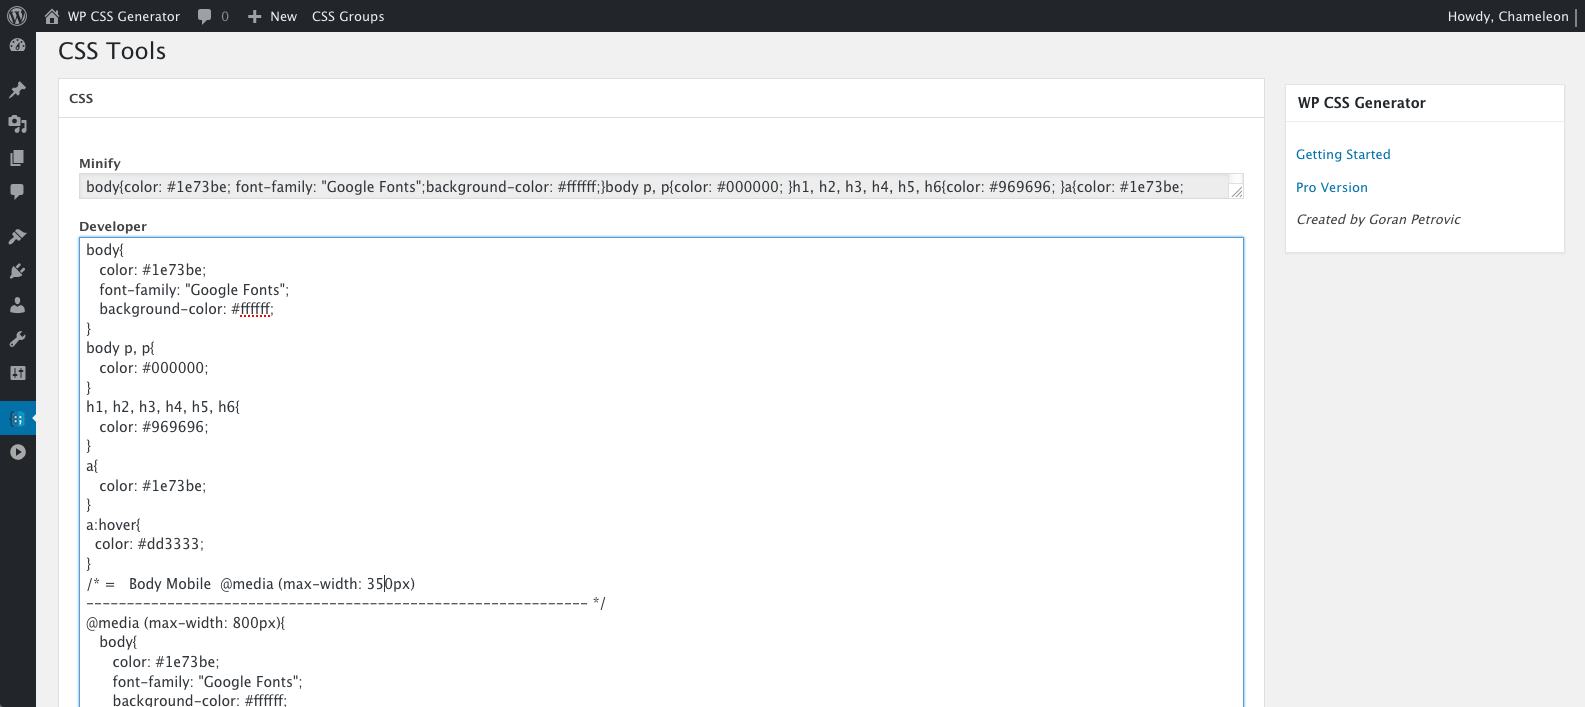 WP CSS Generator 0 New CSS Groups Howdy, Chameleon
CSS Tools
CSS
Minify
body{color: #1e73be; font-family: "Google Fonts";background-color: #ffffff;}body p, p{color: #000000; }h1, h2, h3, h4, h5, h6{color: #969696; }a{color: #1e73be;
Developer
body{
color: #1e73be;
font-family: "Google Fonts";
background-color: #ffffff;
}
body p, p{
color: #000000;
}
h1, h2, h3, h4, h5, h6{
color: #969696;
}
a{
color: #1e73be;
}
a:hover{
color: #dd3333;
}
/* = Body Mobile @media (max-width: 350px)
-------------------------------------------------------------- */
@media (max-width: 800px){
body{
color: #1e73be;
font-family: "Google Fonts";
background-color: #ffffff;
WP CSS Generator
Getting Started
Pro Version
Created by Goran Petrovic